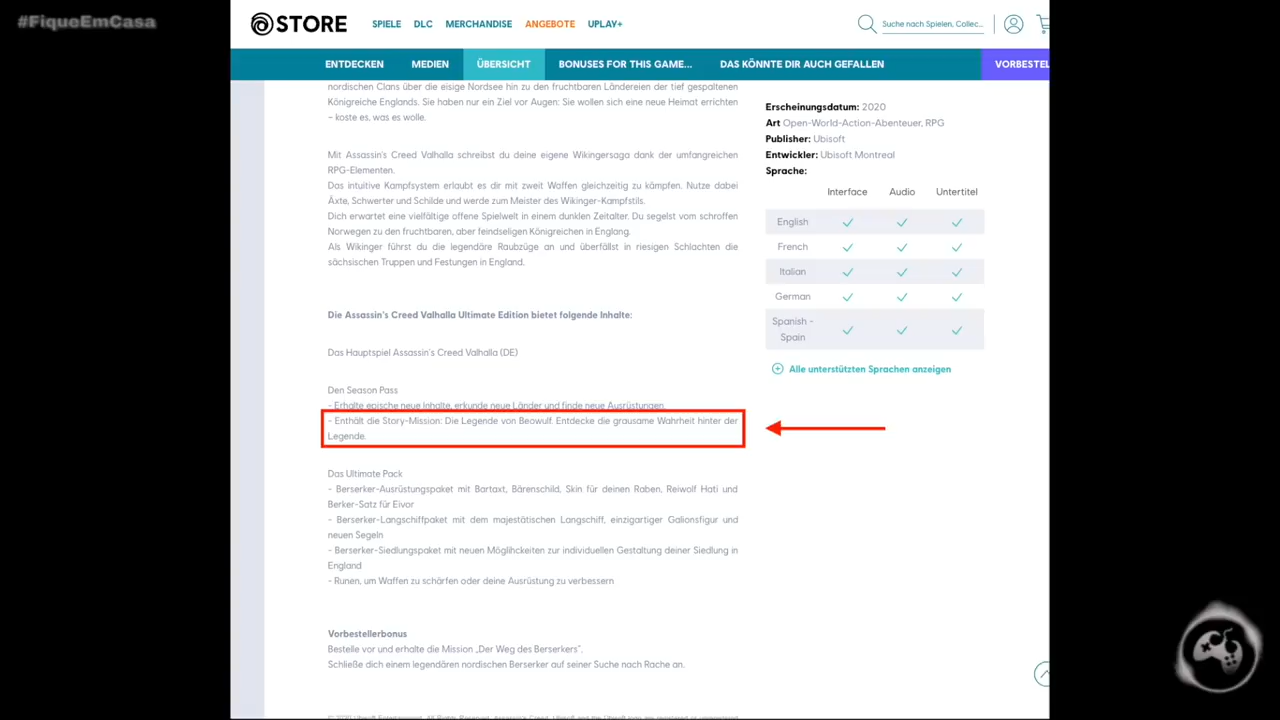 #FiqueEmCasa
STORE
SPIELE DLC MERCHANDISE ANGEBOTE UPLAY+
Suche nach Spielen, Collec...
ENTDECKEN MEDIEN ÜBERSICHT BONUSES FOR THIS GAME... DAS KÖNNTE DIR AUCH GEFALLEN VORBESTEL
nordischen Clans über die eisige Nordsee hin zu den fruchtbaren Ländereien der tief gespaltenen
Königreiche Englands. Sie haben nur ein Ziel vor Augen: Sie wollen sich eine neue Heimat errichten
– koste es, was es wolle.
Mit Assassin's Creed Valhalla schreibst du deine eigene Wikingersaga dank der umfangreichen
RPG-Elementen.
Das intuitive Kampfsystem erlaubt es dir mit zweit Waffen gleichzeitig zu kämpfen. Nutze dabei
Äxte, Schwerter und Schilde und werde zum Meister des Wikinger-Kampfstils.
Dich erwartet eine vielfältige offene Spielwelt in einem dunklen Zeitalter. Du segelst vom schroffen
Norwegen zu den fruchtbaren, aber feindseligen Königreichen in Englang.
Als Wikinger führst du die legendäre Raubzüge an und überfällst in riesigen Schlachten die
sächsischen Truppen und Festungen in England.
Die Assassin's Creed Valhalla Ultimate Edition bietet folgende Inhalte:
Das Hauptspiel Assassin's Creed Valhalla (DE)
Den Season Pass
- Erhalte epische neue Inhalte, erkunde neue Länder und finde neue Ausrüstungen.
- Enthält die Story-Mission: Die Legende von Beowulf. Entdecke die grausame Wahrheit hinter der
Legende.
Das Ultimate Pack
- Berserker-Ausrüstungspaket mit Bartaxt, Bärenschild, Skin für deinen Raben, Reiwolf Hati und
Berker-Satz für Eivor
- Berserker-Langschiffpaket mit dem majestätischen Langschiff, einzigartiger Galionsfigur und
neuen Segeln
- Berserker-Siedlungspaket mit neuen Möglihckeiten zur individuellen Gestaltung deiner Siedlung in
England
- Runen, um Waffen zu schärfen oder deine Ausrüstung zu verbessern
Vorbestellerbonus
Bestelle vor und erhalte die Mission „Der Weg des Berserkers".
Schließe dich einem legendären nordischen Berserker auf seiner Suche nach Rache an.
Erscheinungsdatum: 2020
Art Open-World-Action-Abenteuer, RPG
Publisher: Ubisoft
Entwickler: Ubisoft Montreal
Sprache:
Interface Audio Untertitel
English
French
Italian
German
Spanish -
Spain
Alle unterstützten Sprachen anzeigen